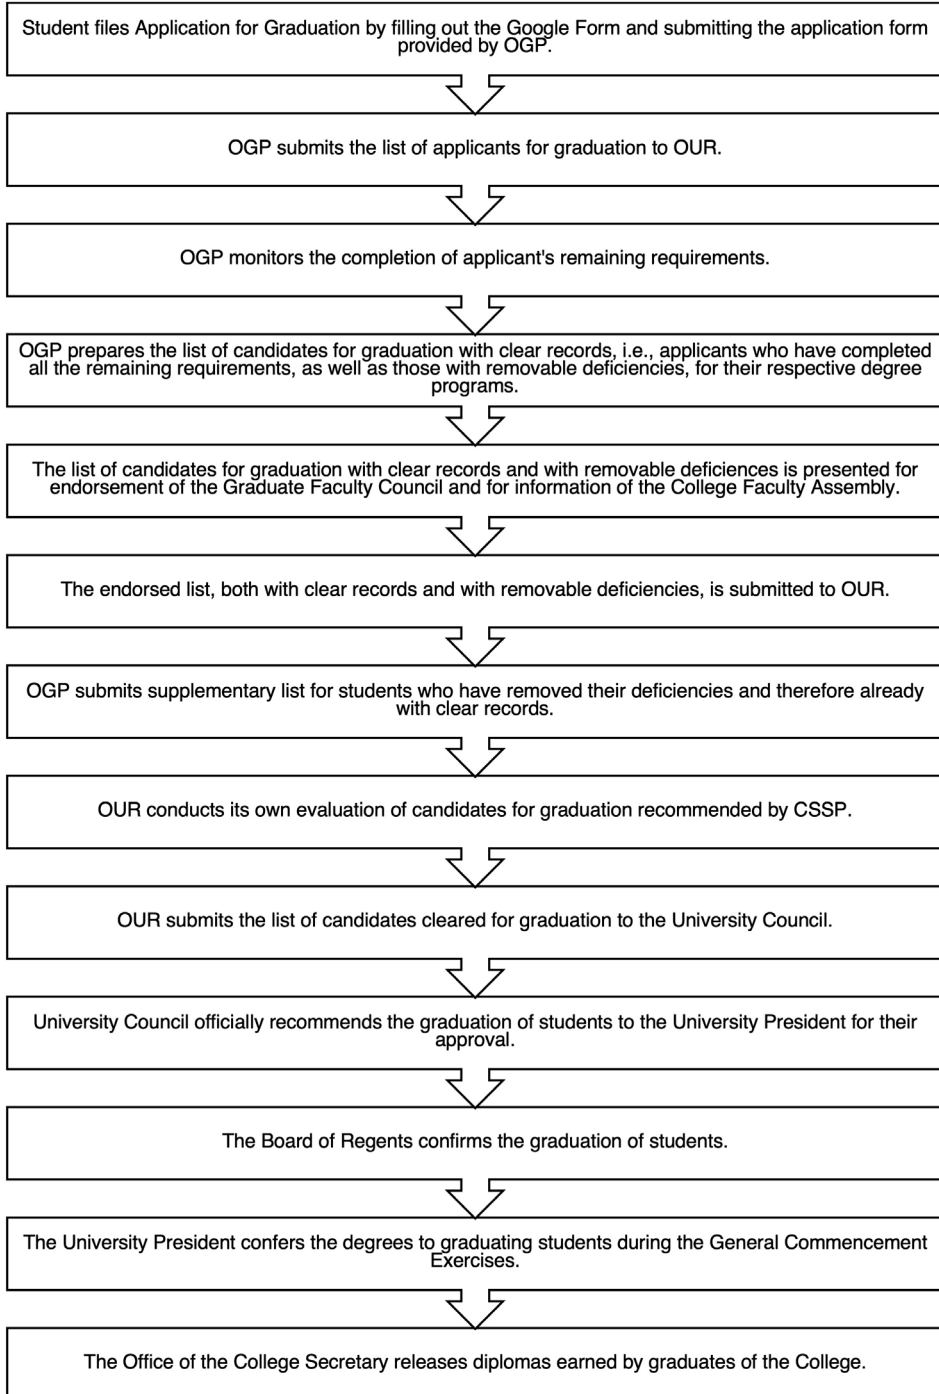 Student files Application for Graduation by filling out the Google Form and submitting the application form
provided by OGP.
OGP submits the list of applicants for graduation to OUR.
OGP monitors the completion of applicant's remaining requirements.
OGP prepares the list of candidates for graduation with clear records, i.e., applicants who have completed
all the remaining requirements, as well as those with removable deficiencies, for their respective degree
programs.
The list of candidates for graduation with clear records and with removable deficiences is presented for
endorsement of the Graduate Faculty Council and for information of the College Faculty Assembly.
The endorsed list, both with clear records and with removable deficiencies, is submitted to OUR.
OGP submits supplementary list for students who have removed their deficiencies and therefore already
with clear records.
OUR conducts its own evaluation of candidates for graduation recommended by CSSP.
OUR submits the list of candidates cleared for graduation to the University Council.
University Council officially recommends the graduation of students to the University President for their
approval.
The Board of Regents confirms the graduation of students.
The University President confers the degrees to graduating students during the General Commencement
Exercises.
The Office of the College Secretary releases diplomas earned by graduates of the College.